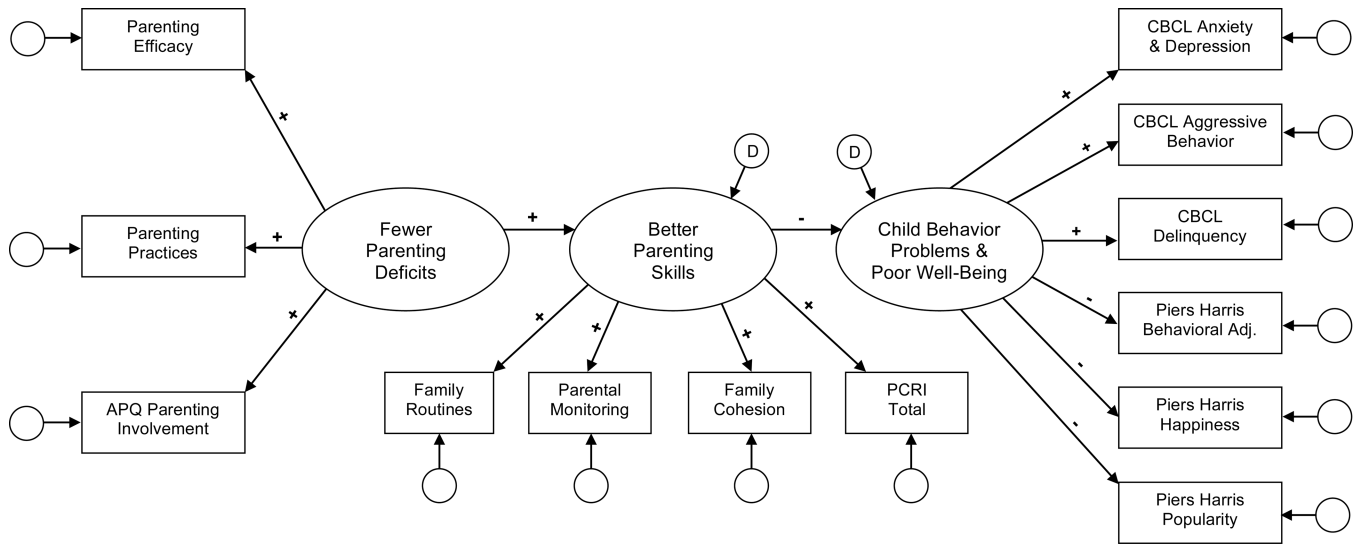 Parenting
Efficacy
+
Parenting
Practices
+
APQ Parenting
Involvement
+
Fewer
Parenting
Deficits
+
D
Better
Parenting
Skills
-
D
Child Behavior
Problems &
Poor Well-Being
+
Family
Routines
+
Parental
Monitoring
+
Family
Cohesion
+
PCRI
Total
+
CBCL Anxiety
& Depression
+
CBCL Aggressive
Behavior
+
CBCL
Delinquency
-
Piers Harris
Behavioral Adj.
-
Piers Harris
Happiness
-
Piers Harris
Popularity